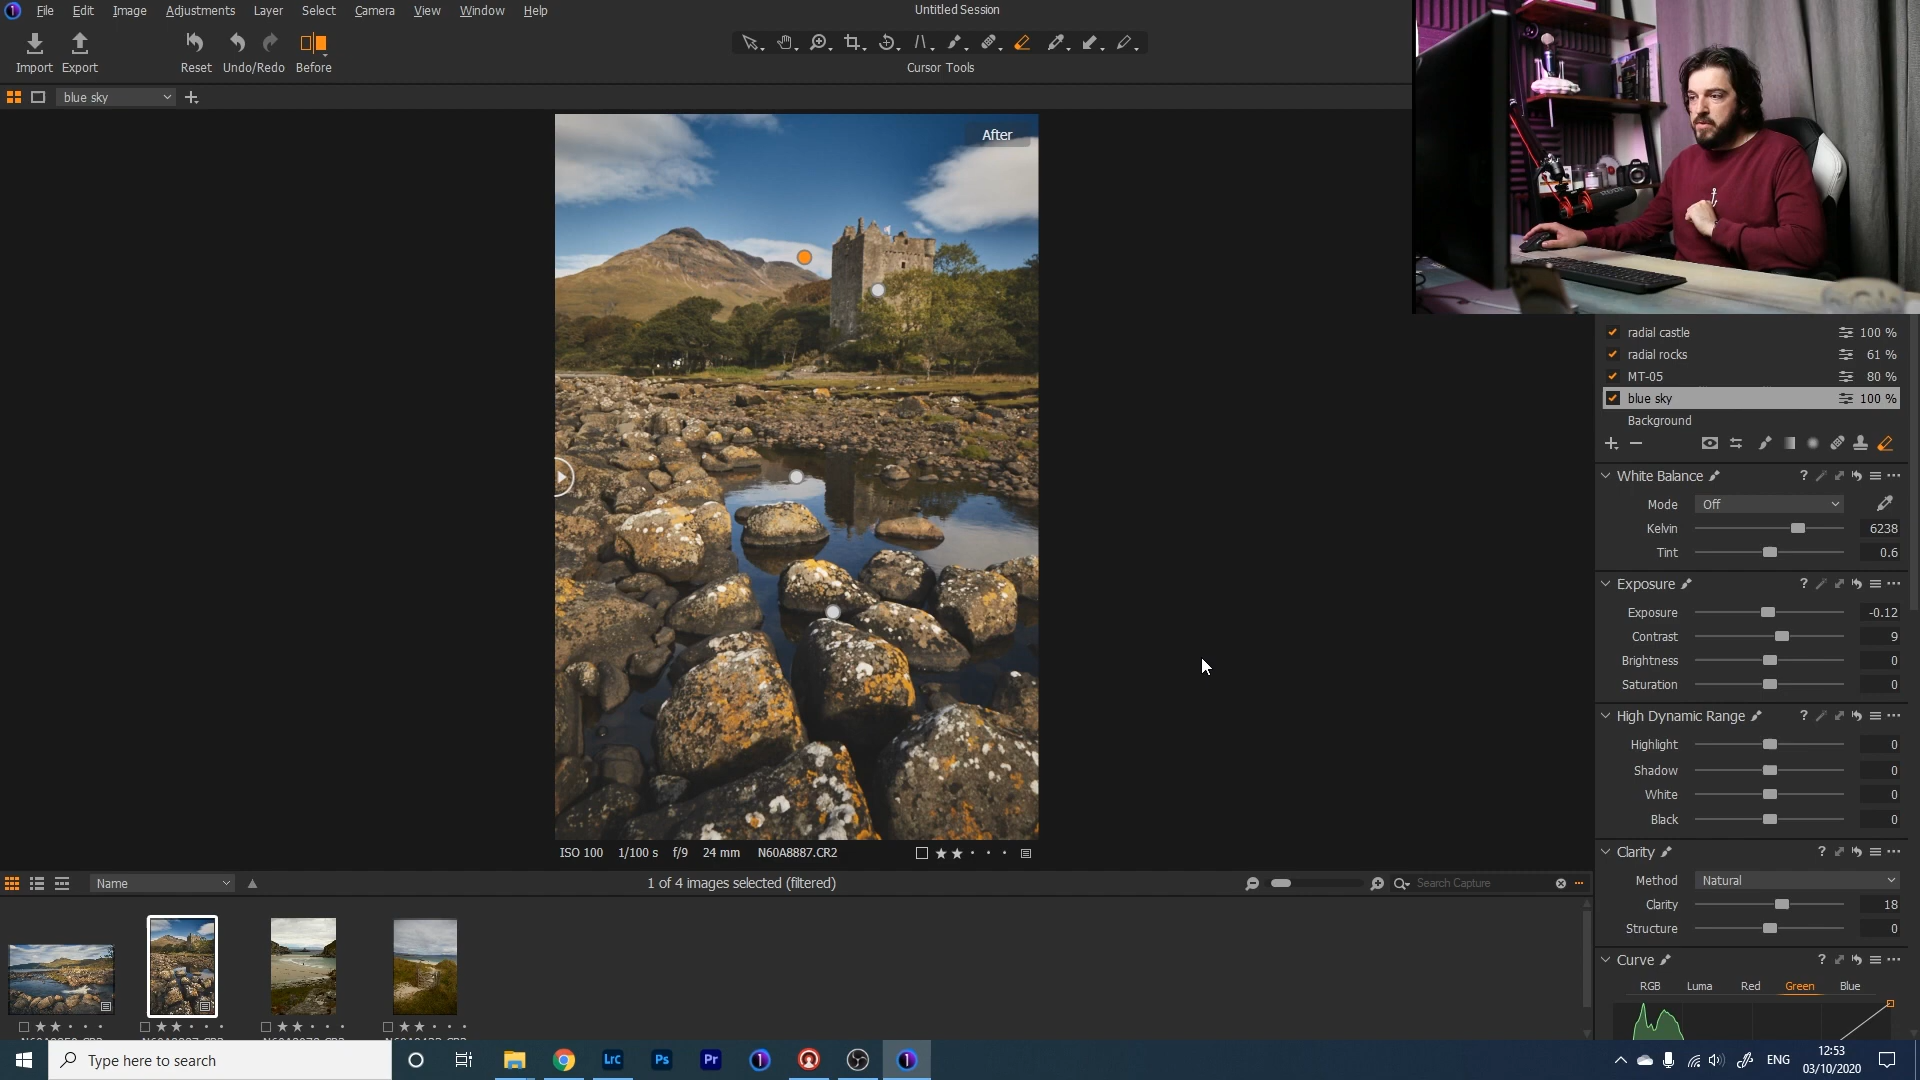 File Edit Image Adjustments Layer Select Camera View Window Help
Untitled Session
Import Export Reset Undo/Redo Before
Cursor Tools
blue sky
After
radial castle 100 %
radial rocks 61 %
MT-05 80 %
blue sky 100 %
Background
White Balance ?
Mode Off
Kelvin 6238
Tint 0.6
Exposure ?
Exposure -0.12
Contrast 9
Brightness 0
Saturation 0
High Dynamic Range ?
Highlight 0
Shadow 0
White 0
Black 0
Clarity ?
Method Natural
Clarity 18
Structure 0
Curve ?
RGB Luma Red Green Blue
ISO 100 1/100 s f/9 24 mm N60A8887.CR2
Name
1 of 4 images selected (filtered)
Search Capture
Type here to search
Lrc Ps Pr
ENG
12:53
03/10/2020